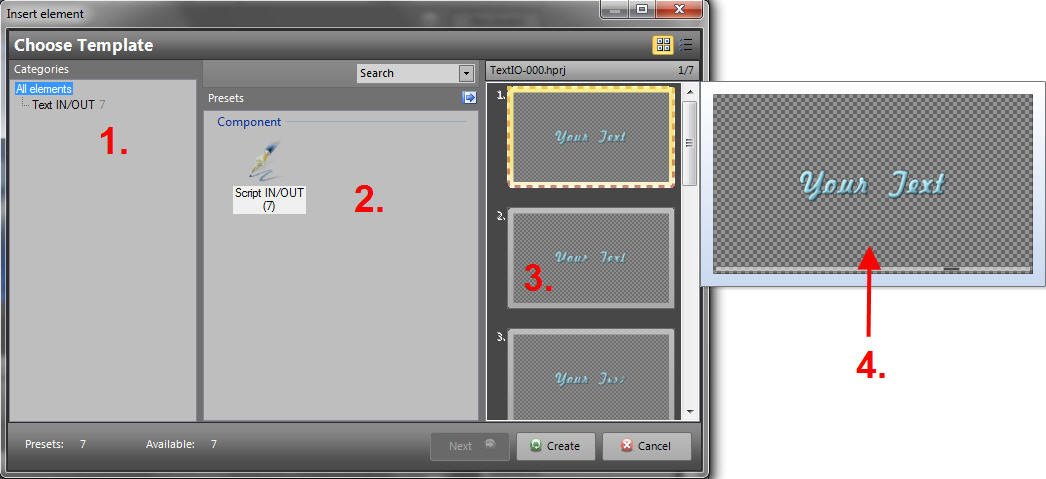 Insert element
Choose Template
Categories
All elements
Text IN/OUT 7
1.
Search
Presets
Component
Script IN/OUT
(7)
2.
TextIO-000.hprj 1/7
1.
Your Text
2.
Your Text
3.
3.
Your Text
Your Text
4.
Presets: 7 Available: 7
Next
Create
Cancel